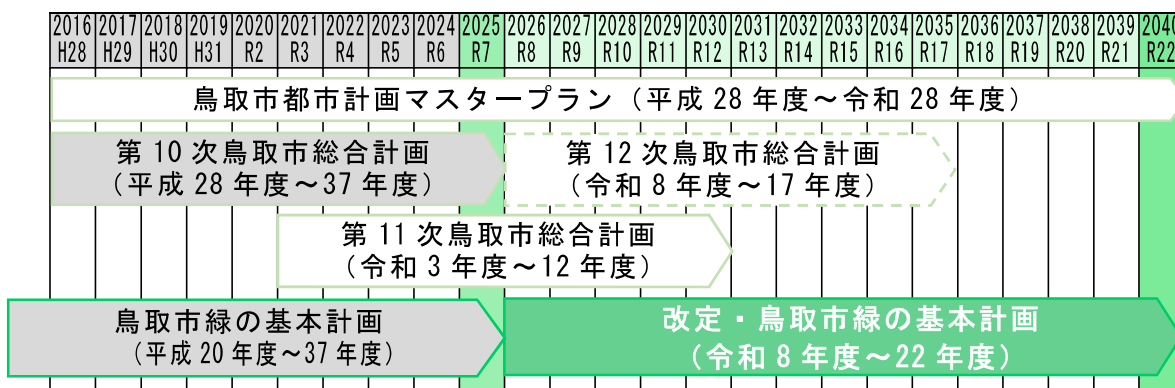 2016 2017 2018 2019 2020 2021 2022 2023 2024 2025 2026 2027 2028 2029 2030 2031 2032 2033 2034 2035 2036 2037 2038 2039 2040
H28 H29 H30 H31 R2 R3 R4 R5 R6 R7 R8 R9 R10 R11 R12 R13 R14 R15 R16 R17 R18 R19 R20 R21 R22
鳥取市都市計画マスタープラン（平成 28 年度～令和 28 年度）
第 10 次鳥取市総合計画
（平成 28 年度～37 年度）
第 12 次鳥取市総合計画
（令和 8 年度～17 年度）
第 11 次鳥取市総合計画
（令和 3 年度～12 年度）
鳥取市緑の基本計画
（平成 20 年度～37 年度）
改定・鳥取市緑の基本計画
（令和 8 年度～22 年度）